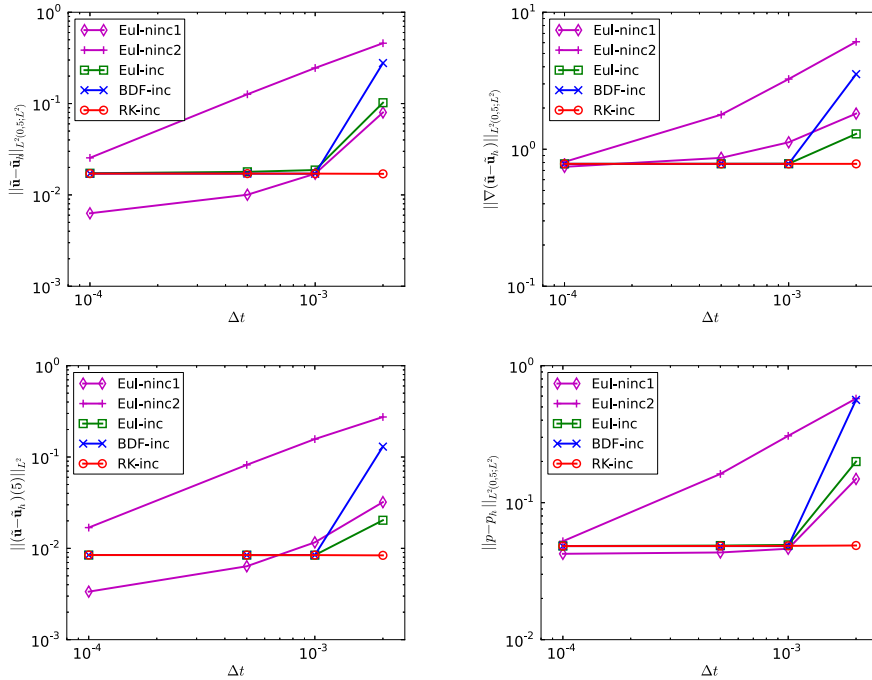 10^0
10^-1
10^-2
10^-3
||ũ−ũ_h||_{L²(0,5;L²)}
Eul-ninc1
Eul-ninc2
Eul-inc
BDF-inc
RK-inc
10^-4
10^-3
Δt
10^1
10^0
10^-1
||∇(ũ−ũ_h)||_{L²(0,5;L²)}
Eul-ninc1
Eul-ninc2
Eul-inc
BDF-inc
RK-inc
10^-4
10^-3
Δt
10^0
10^-1
10^-2
10^-3
||(ũ−ũ_h)(5)||_{L²}
Eul-ninc1
Eul-ninc2
Eul-inc
BDF-inc
RK-inc
10^-4
10^-3
Δt
10^0
10^-1
10^-2
||p−p_h||_{L²(0,5;L²)}
Eul-ninc1
Eul-ninc2
Eul-inc
BDF-inc
RK-inc
10^-4
10^-3
Δt